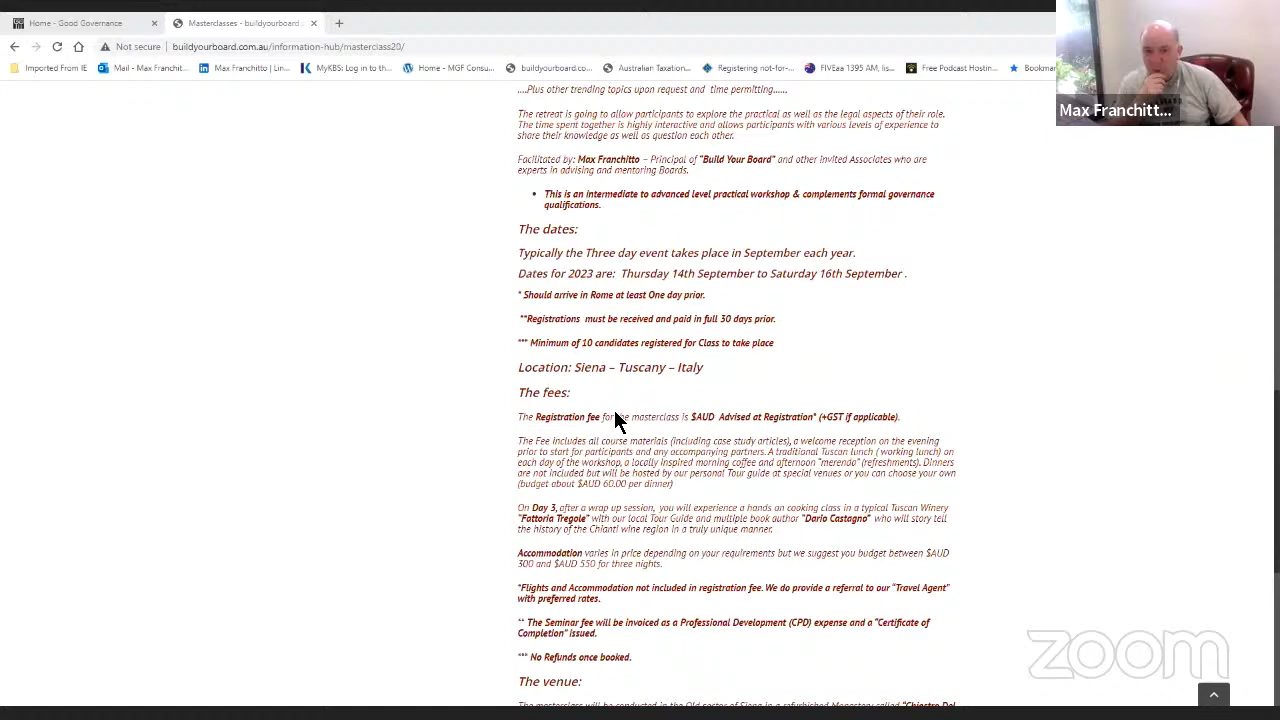 Home - Good Governance
Masterclasses - buildyourboard.c
Not secure
buildyourboard.com.au/information-hub/masterclass20/
Imported From IE
Mail - Max Franchit...
Max Franchitto | Lin...
MyKBS: Log in to th...
Home - MGF Consu...
buildyourboard.co...
Australian Taxation...
Registering not-for-...
FIVEaa 1395 AM, lis...
Free Podcast Hostin...
Bookmar
Max Franchitt...
....Plus other trending topics upon request and time permitting......
The retreat is going to allow participants to explore the practical as well as the legal aspects of their role.
The time spent together is highly interactive and allows participants with various levels of experience to
share their knowledge as well as question each other.
Facilitated by: Max Franchitto – Principal of "Build Your Board" and other invited Associates who are
experts in advising and mentoring Boards.
• This is an intermediate to advanced level practical workshop & complements formal governance
qualifications.
The dates:
Typically the Three day event takes place in September each year.
Dates for 2023 are: Thursday 14th September to Saturday 16th September .
* Should arrive in Rome at least One day prior.
**Registrations must be received and paid in full 30 days prior.
*** Minimum of 10 candidates registered for Class to take place
Location: Siena – Tuscany – Italy
The fees:
The Registration fee for the masterclass is $AUD Advised at Registration* (+GST if applicable).
The Fee includes all course materials (including case study articles), a welcome reception on the evening
prior to start for participants and any accompanying partners. A traditional Tuscan lunch ( working lunch) on
each day of the workshop, a locally inspired morning coffee and afternoon "merenda" (refreshments). Dinners
are not included but will be hosted by our personal Tour guide at special venues or you can choose your own
(budget about $AUD 60.00 per dinner)
On Day 3, after a wrap up session, you will experience a hands on cooking class in a typical Tuscan Winery
"Fattoria Tregole" with our local Tour Guide and multiple book author "Dario Castagno" who will story tell
the history of the Chianti wine region in a truly unique manner.
Accommodation varies in price depending on your requirements but we suggest you budget between $AUD
300 and $AUD 550 for three nights.
*Flights and Accommodation not included in registration fee. We do provide a referral to our "Travel Agent"
with preferred rates.
** The Seminar fee will be invoiced as a Professional Development (CPD) expense and a "Certificate of
Completion" issued.
*** No Refunds once booked.
The venue:
The masterclass will be conducted in the Old sector of Siena in a refurbished Monastery called "Chiostro Del
zoom